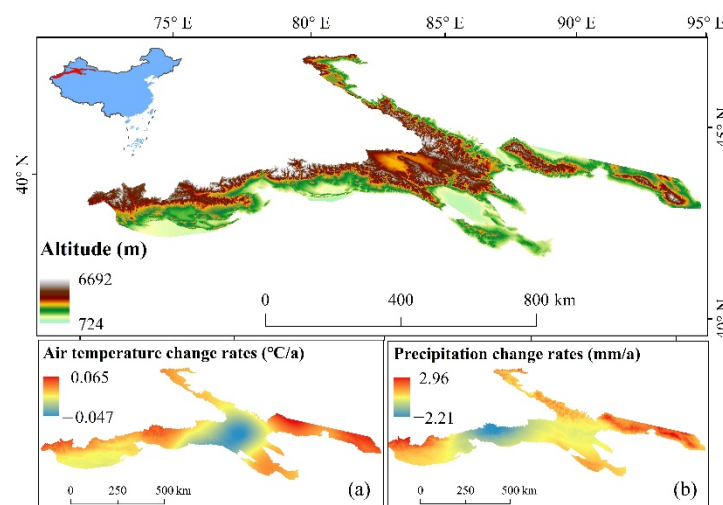 75° E 80° E 85° E 90° E 95° E
45° N
40° N
40° N
Altitude (m)
6692
724
0 400 800 km
Air temperature change rates (℃/a)
0.065
−0.047
0 250 500 km
(a)
Precipitation change rates (mm/a)
2.96
−2.21
0 250 500 km
(b)